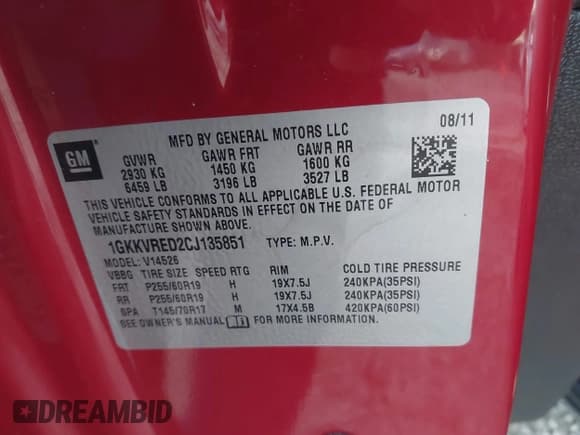 MFD BY GENERAL MOTORS LLC 08/11
GM
GVWR GAWR FRT GAWR RR
2930 KG 1450 KG 1600 KG
6459 LB 3196 LB 3527 LB
THIS VEHICLE CONFORMS TO ALL APPLICABLE U.S. FEDERAL MOTOR
VEHICLE SAFETY STANDARDS IN EFFECT ON THE DATE OF
MANUFACTURE SHOWN ABOVE.
1GKKVRED2CJ135851 TYPE: M.P.V.
MODEL: V14526
VBBG TIRE SIZE SPEED RTG RIM COLD TIRE PRESSURE
FRT P255/60R19 H 19X7.5J 240KPA(35PSI)
RR P255/60R19 H 19X7.5J 240KPA(35PSI)
SPA T145/70R17 M 17X4.5B 420KPA(60PSI)
SEE OWNER'S MANUAL FOR MORE INFORMATION.
DREAMBID